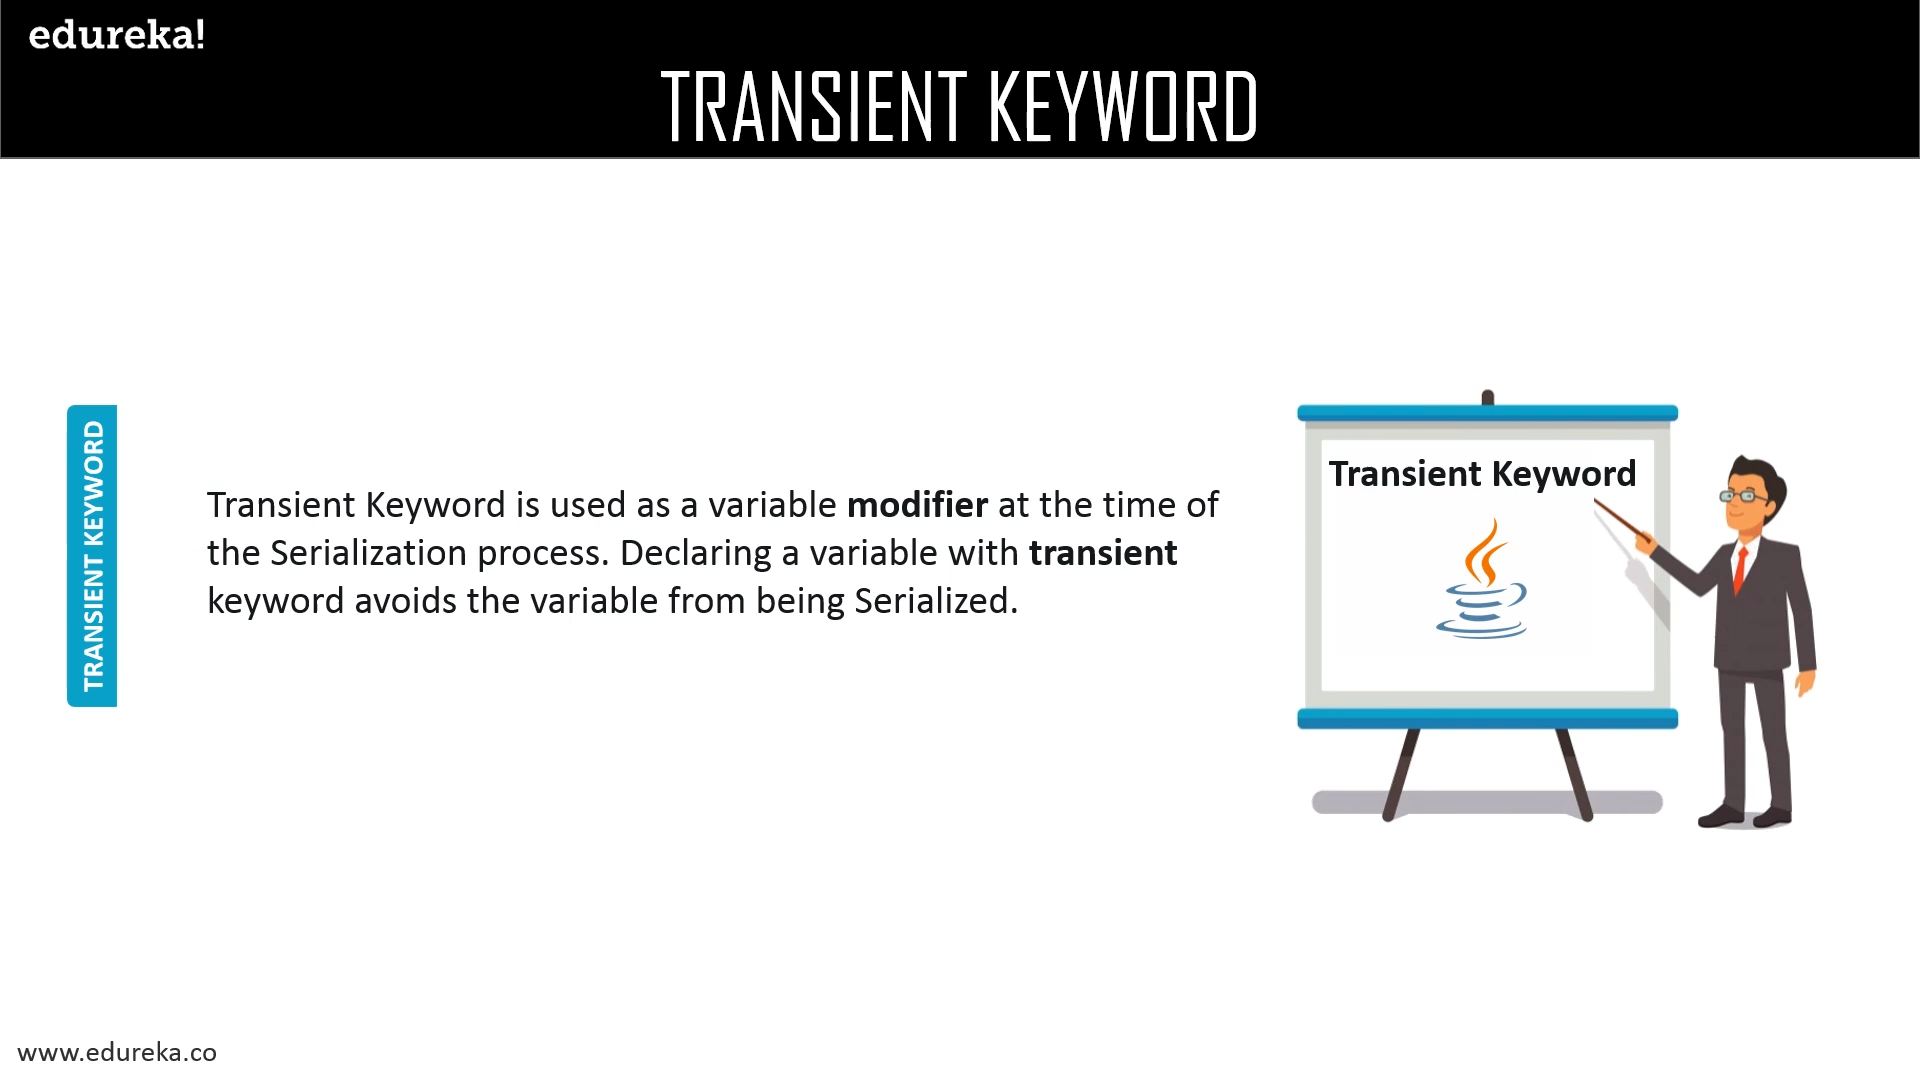 edureka!
TRANSIENT KEYWORD
TRANSIENT KEYWORD
Transient Keyword is used as a variable modifier at the time of
the Serialization process. Declaring a variable with transient
keyword avoids the variable from being Serialized.
Transient Keyword
www.edureka.co